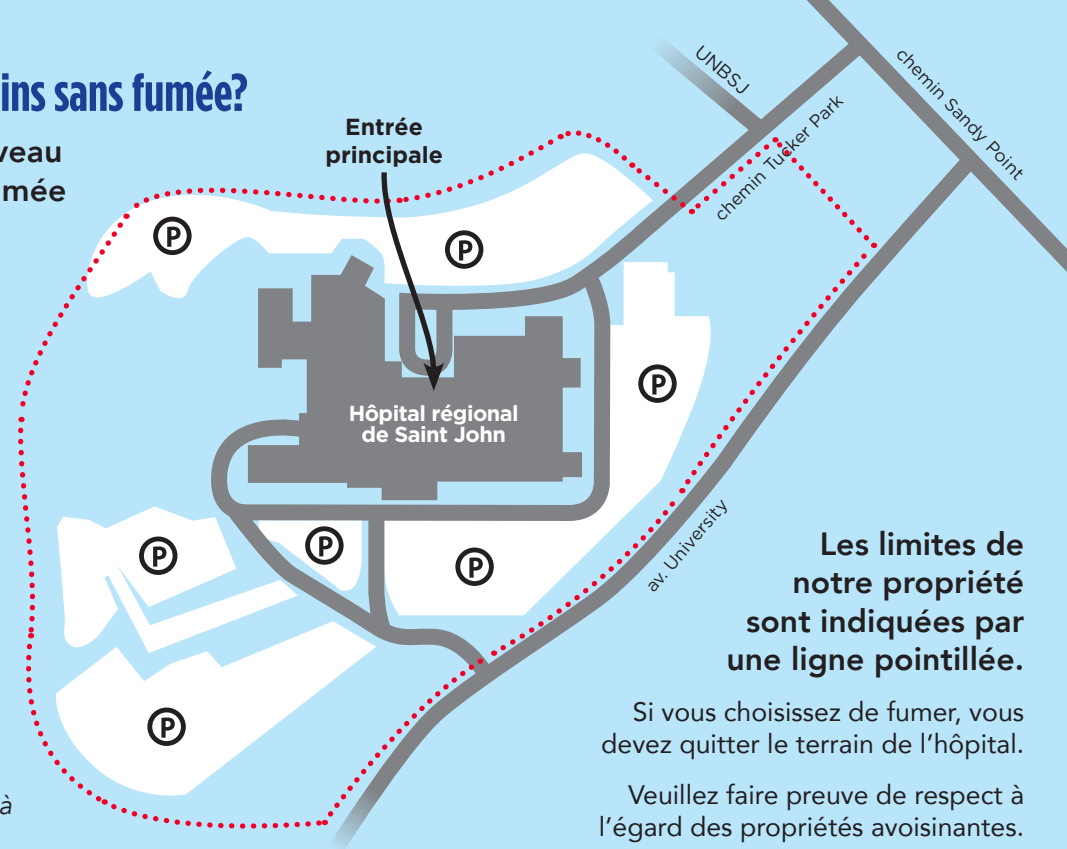 ins sans fumée?
veau
mée
Entrée
principale
UNBSJ
chemin Sandy Point
chemin Tucker Park
P
P
P
Hôpital régional
de Saint John
P
P
P
P
av. University
Les limites de
notre propriété
sont indiquées par
une ligne pointillée.
Si vous choisissez de fumer, vous
devez quitter le terrain de l’hôpital.
Veuillez faire preuve de respect à
l’égard des propriétés avoisinantes.
à